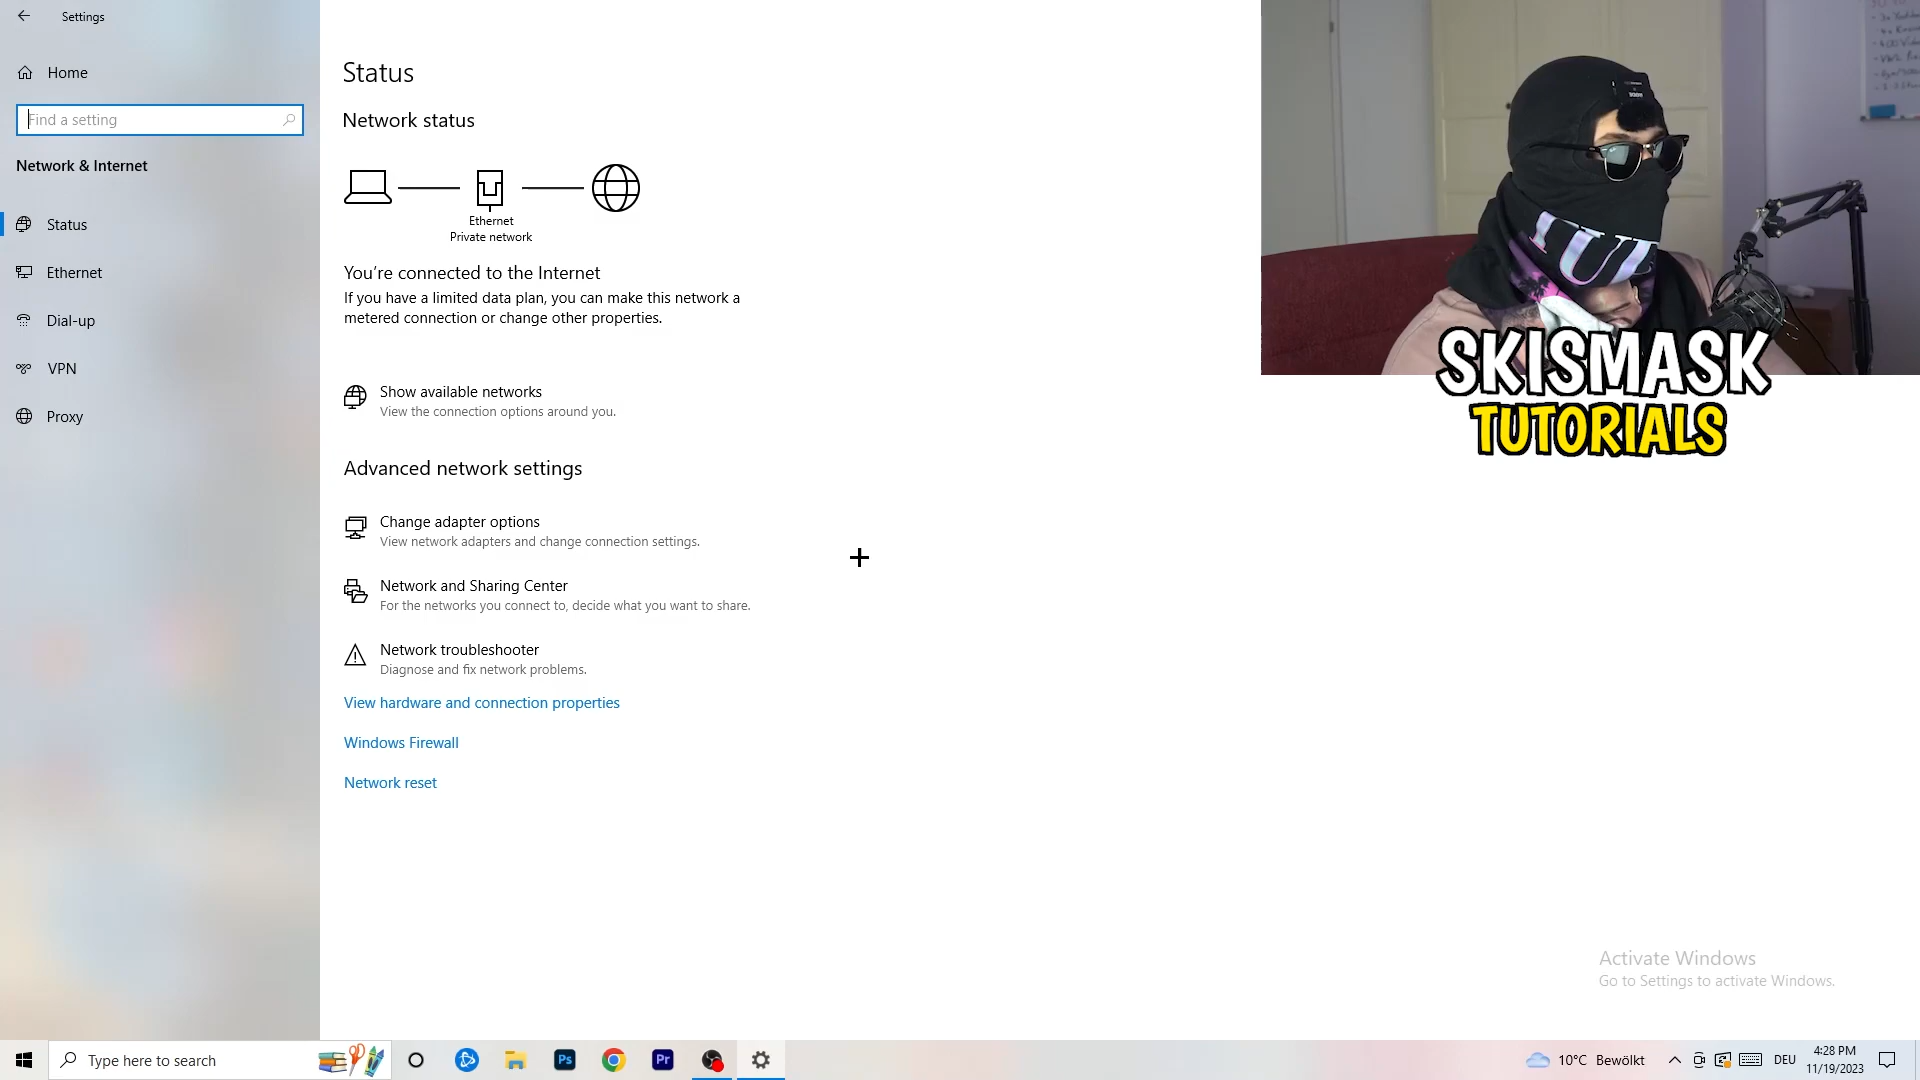 Settings
Home
Find a setting
Network & Internet
Status
Ethernet
Dial-up
VPN
Proxy
Status
Network status
Ethernet
Private network
You're connected to the Internet
If you have a limited data plan, you can make this network a
metered connection or change other properties.
Show available networks
View the connection options around you.
Advanced network settings
Change adapter options
View network adapters and change connection settings.
Network and Sharing Center
For the networks you connect to, decide what you want to share.
Network troubleshooter
Diagnose and fix network problems.
View hardware and connection properties
Windows Firewall
Network reset
SKISMASK
TUTORIALS
Activate Windows
Go to Settings to activate Windows.
Type here to search
Ps
Pr
10°C Bewölkt
DEU
4:28 PM
11/19/2023